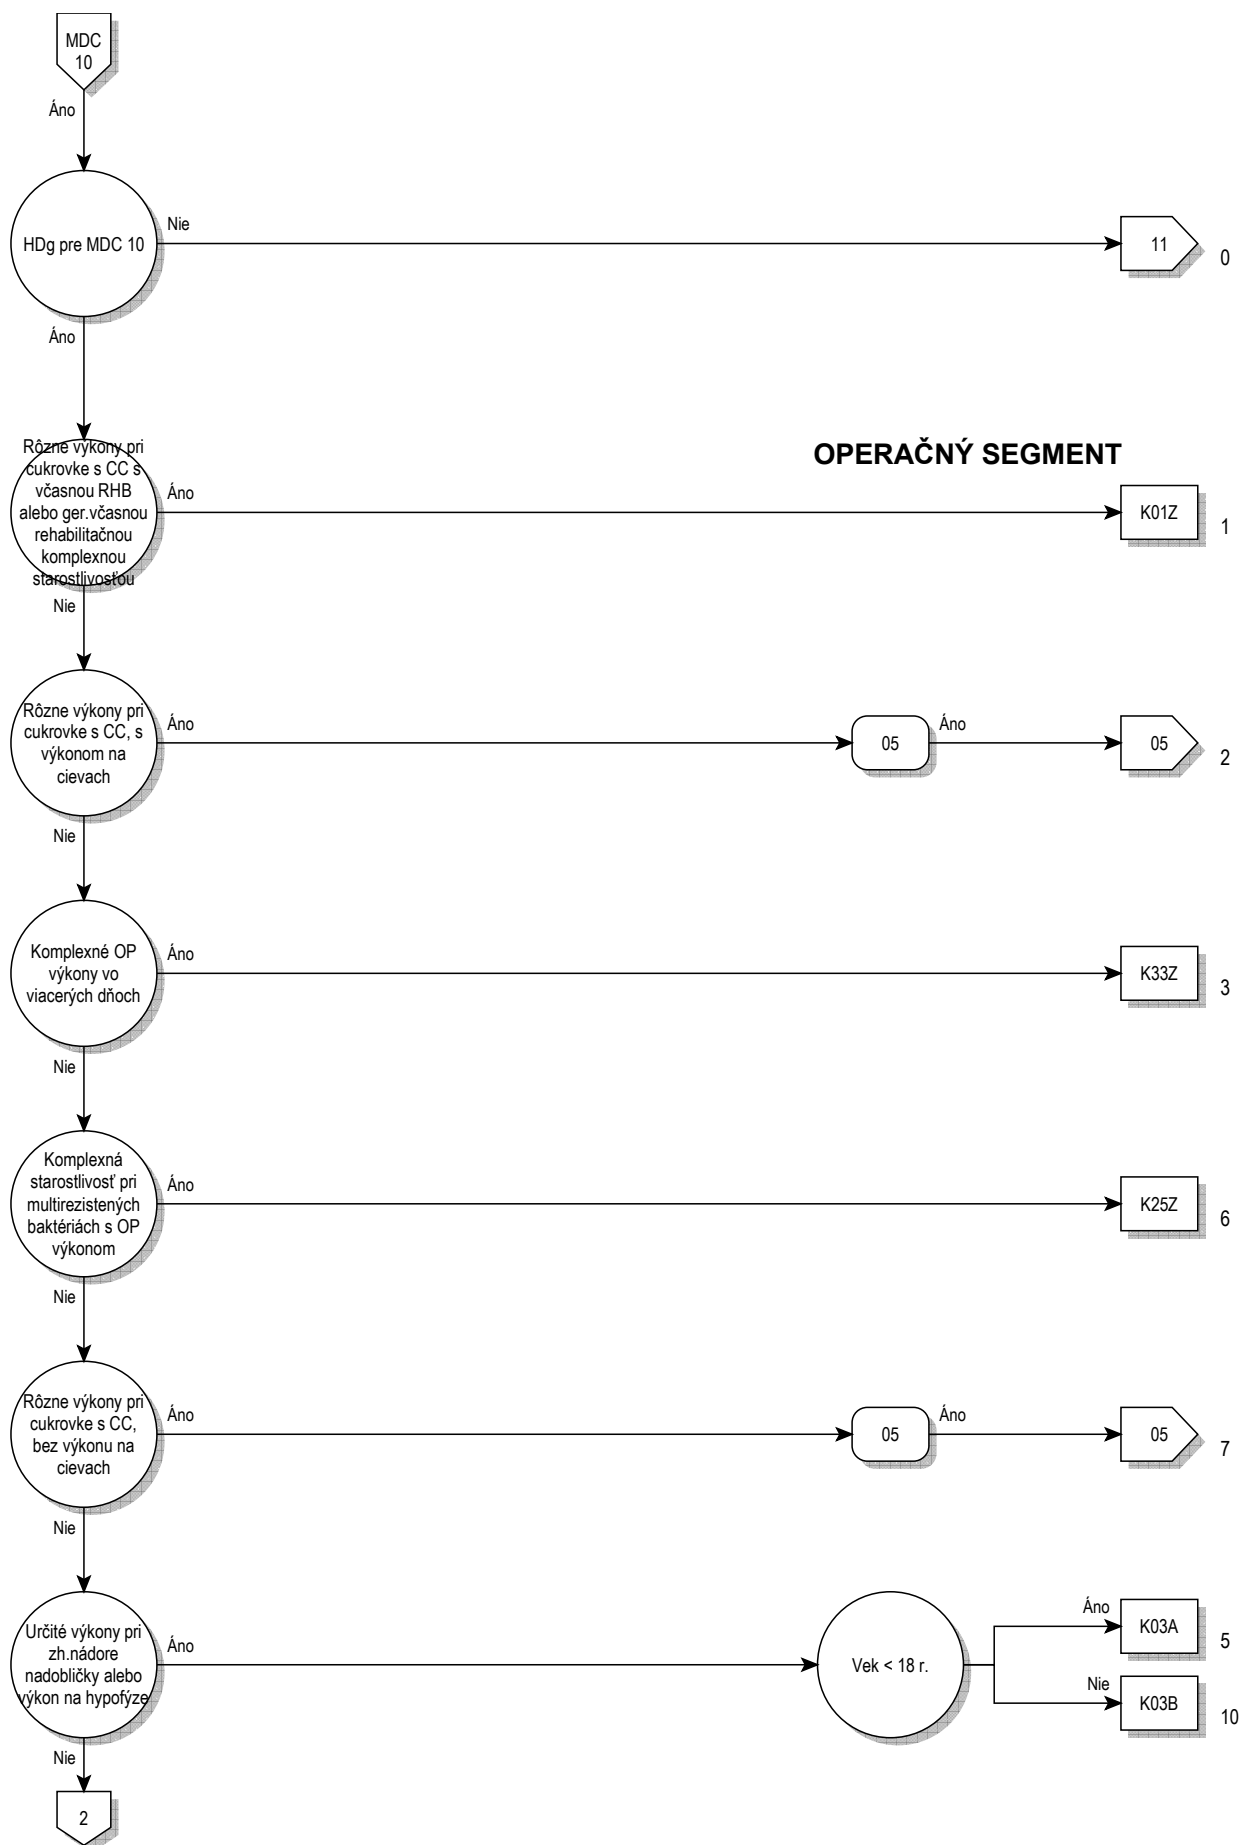 MDC
10
Áno
HDg pre MDC 10
Nie
11
0
Áno
OPERAČNÝ SEGMENT
Rôzne výkony pri
cukrovke s CC s
včasnou RHB
alebo ger.včasnou
rehabilitačnou
komplexnou
starostlivosťou
Áno
K01Z
1
Nie
Rôzne výkony pri
cukrovke s CC, s
výkonom na
cievach
Áno
05
Áno
05
2
Nie
Komplexné OP
výkony vo
viacerých dňoch
Áno
K33Z
3
Nie
Komplexná
starostlivosť pri
multirezistených
baktériách s OP
výkonom
Áno
K25Z
6
Nie
Rôzne výkony pri
cukrovke s CC,
bez výkonu na
cievach
Áno
05
Áno
05
7
Nie
Určité výkony pri
zh.nádore
nadobličky alebo
výkon na hypofýze
Áno
Vek < 18 r.
Áno
K03A
5
Nie
K03B
10
Nie
2